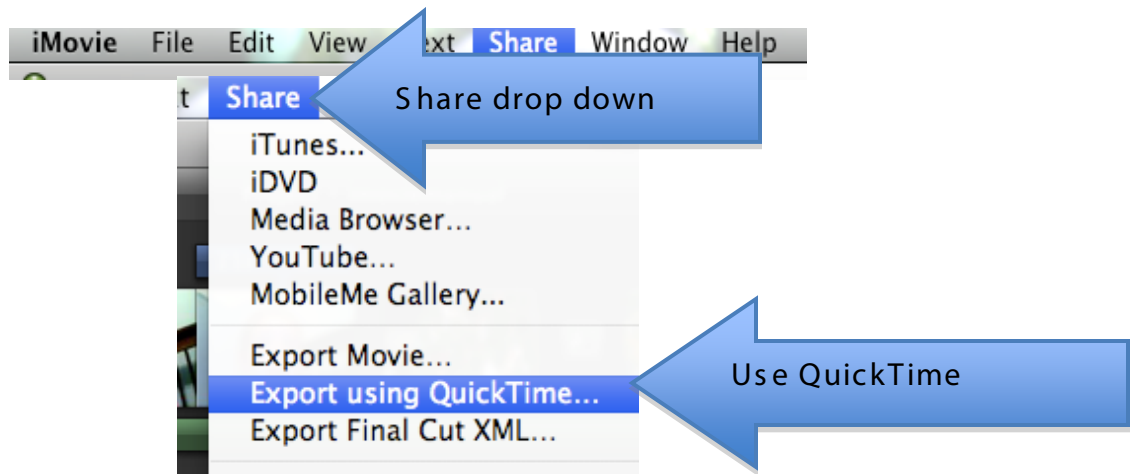 iMovie File Edit View ext Share Window Help
t Share
Share drop down
iTunes...
iDVD
Media Browser...
YouTube...
MobileMe Gallery...
Export Movie...
Export using QuickTime...
Use QuickTime
Export Final Cut XML...